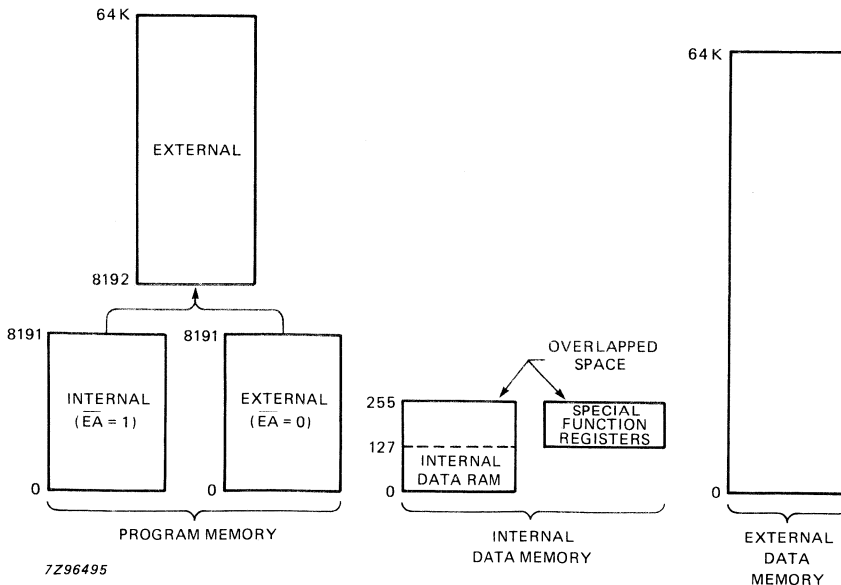 64K
EXTERNAL
8192
8191
INTERNAL
(EA = 1)
0
8191
EXTERNAL
(EA = 0)
0
PROGRAM MEMORY
OVERLAPPED
SPACE
255
127
INTERNAL
DATA RAM
0
SPECIAL
FUNCTION
REGISTERS
INTERNAL
DATA MEMORY
64K
0
EXTERNAL
DATA
MEMORY
7Z96495